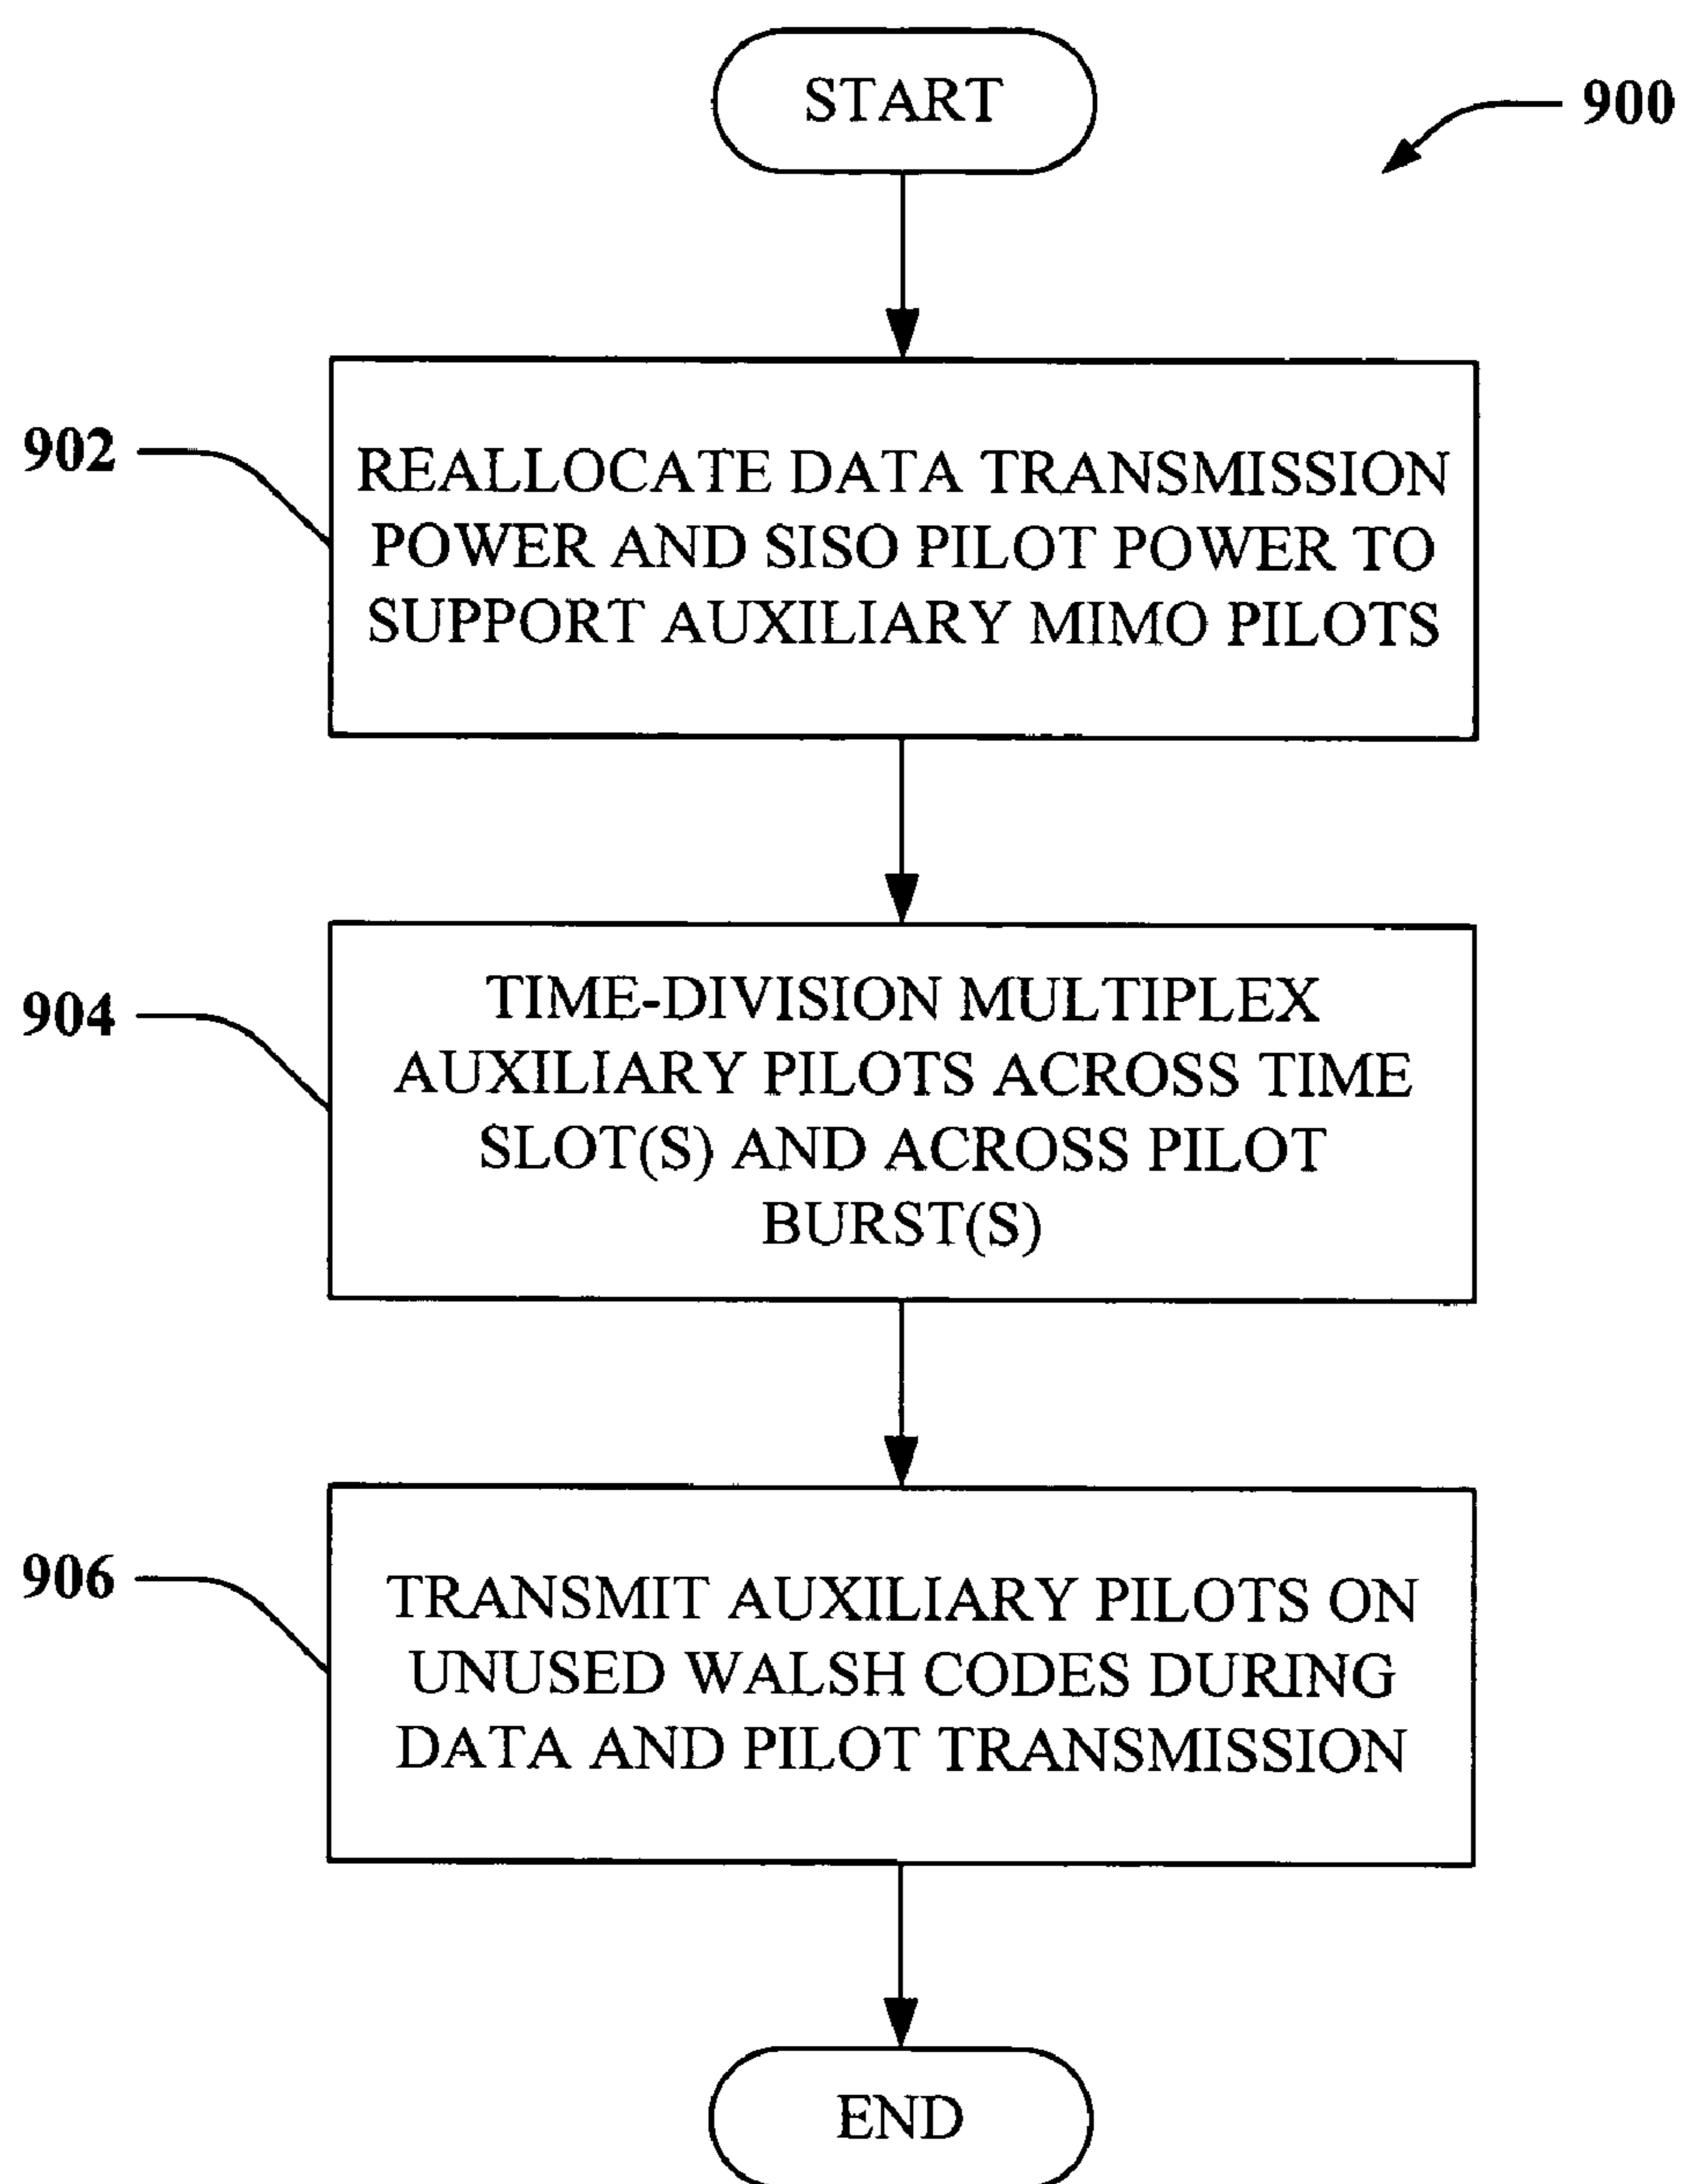 START
900
902
REALLOCATE DATA TRANSMISSION
POWER AND SISO PILOT POWER TO
SUPPORT AUXILIARY MIMO PILOTS
904
TIME-DIVISION MULTIPLEX
AUXILIARY PILOTS ACROSS TIME
SLOT(S) AND ACROSS PILOT
BURST(S)
906
TRANSMIT AUXILIARY PILOTS ON
UNUSED WALSH CODES DURING
DATA AND PILOT TRANSMISSION
END